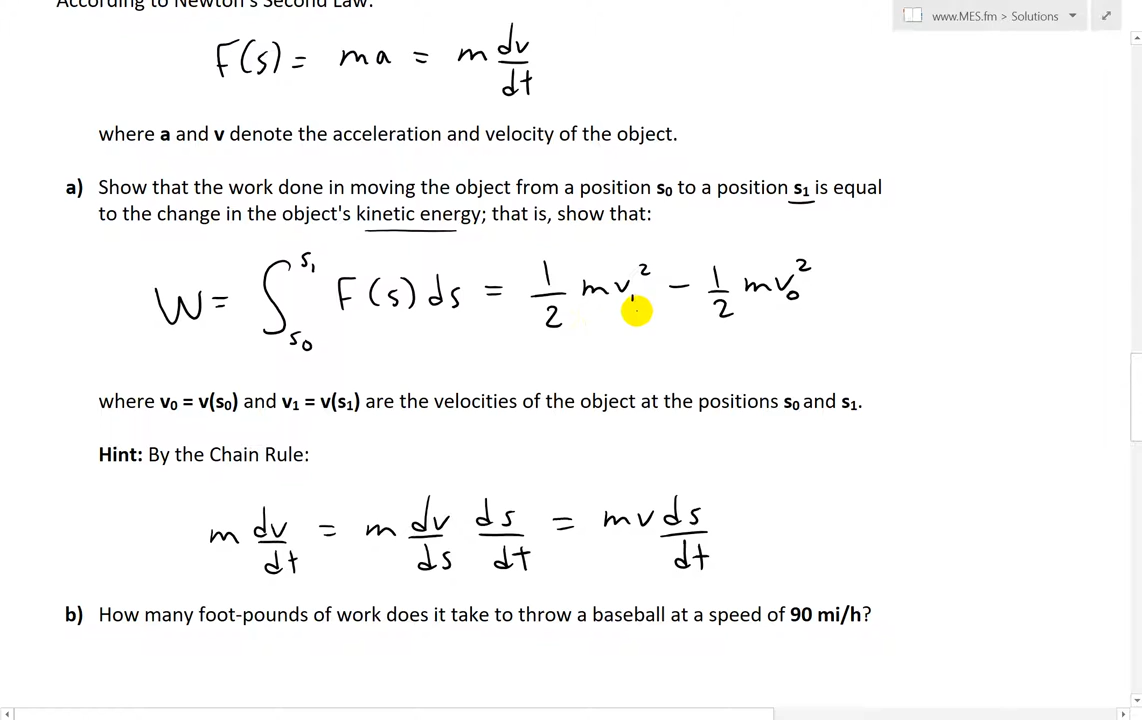 According to Newton's Second Law:
www.MES.fm > Solutions
F(s) = ma = m dv/dt
where a and v denote the acceleration and velocity of the object.
a) Show that the work done in moving the object from a position s₀ to a position s₁ is equal
to the change in the object's kinetic energy; that is, show that:
W = ∫_{s₀}^{s₁} F(s) ds = 1/2 mv₁² − 1/2 mv₀²
where v₀ = v(s₀) and v₁ = v(s₁) are the velocities of the object at the positions s₀ and s₁.
Hint: By the Chain Rule:
m dv/dt = m dv/ds ds/dt = mv ds/dt
b) How many foot-pounds of work does it take to throw a baseball at a speed of 90 mi/h?